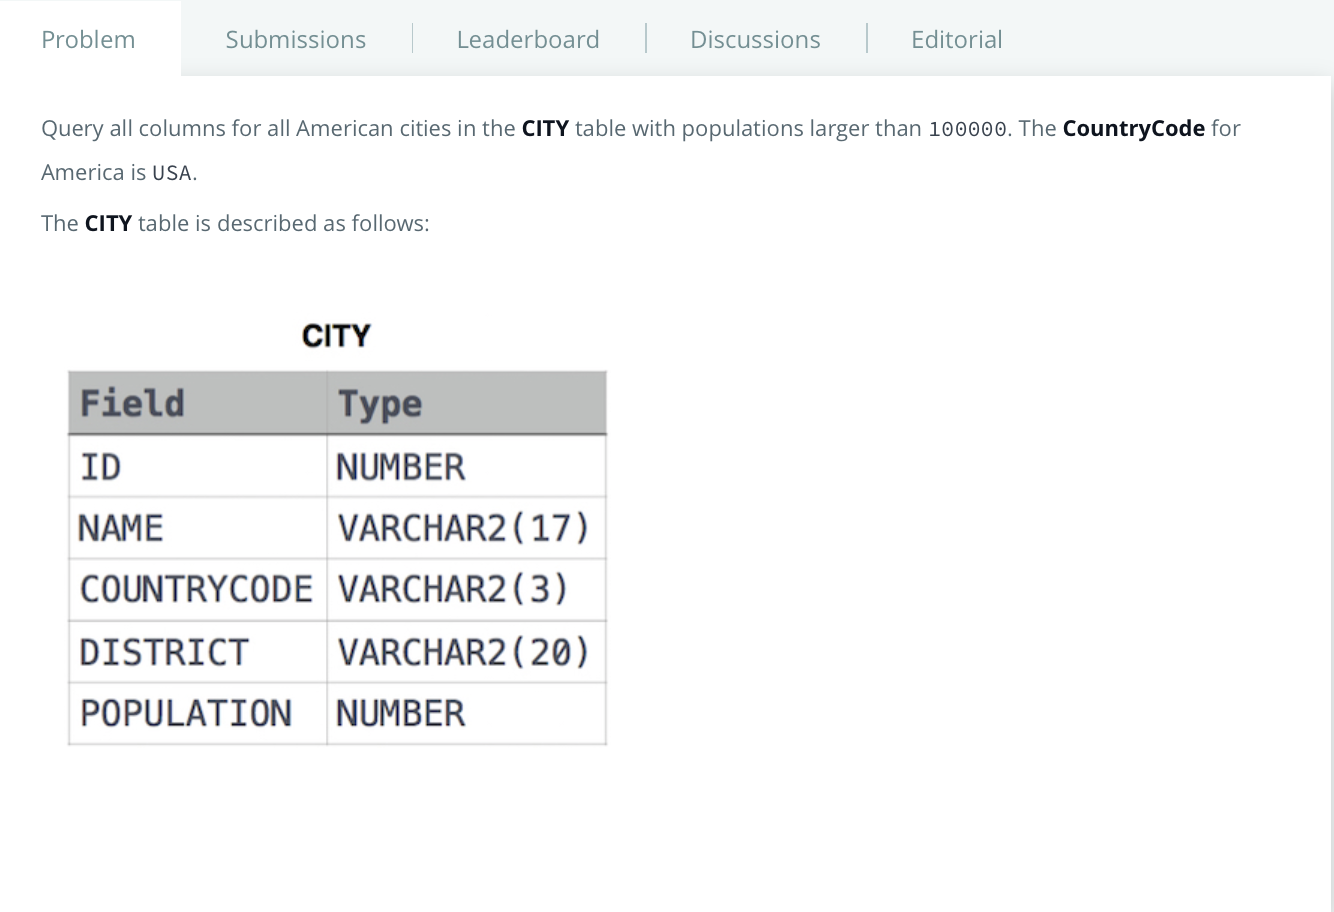 Problem Submissions Leaderboard Discussions Editorial
Query all columns for all American cities in the CITY table with populations larger than 100000. The CountryCode for
America is USA.
The CITY table is described as follows:
CITY
Field Type
ID NUMBER
NAME VARCHAR2(17)
COUNTRYCODE VARCHAR2(3)
DISTRICT VARCHAR2(20)
POPULATION NUMBER